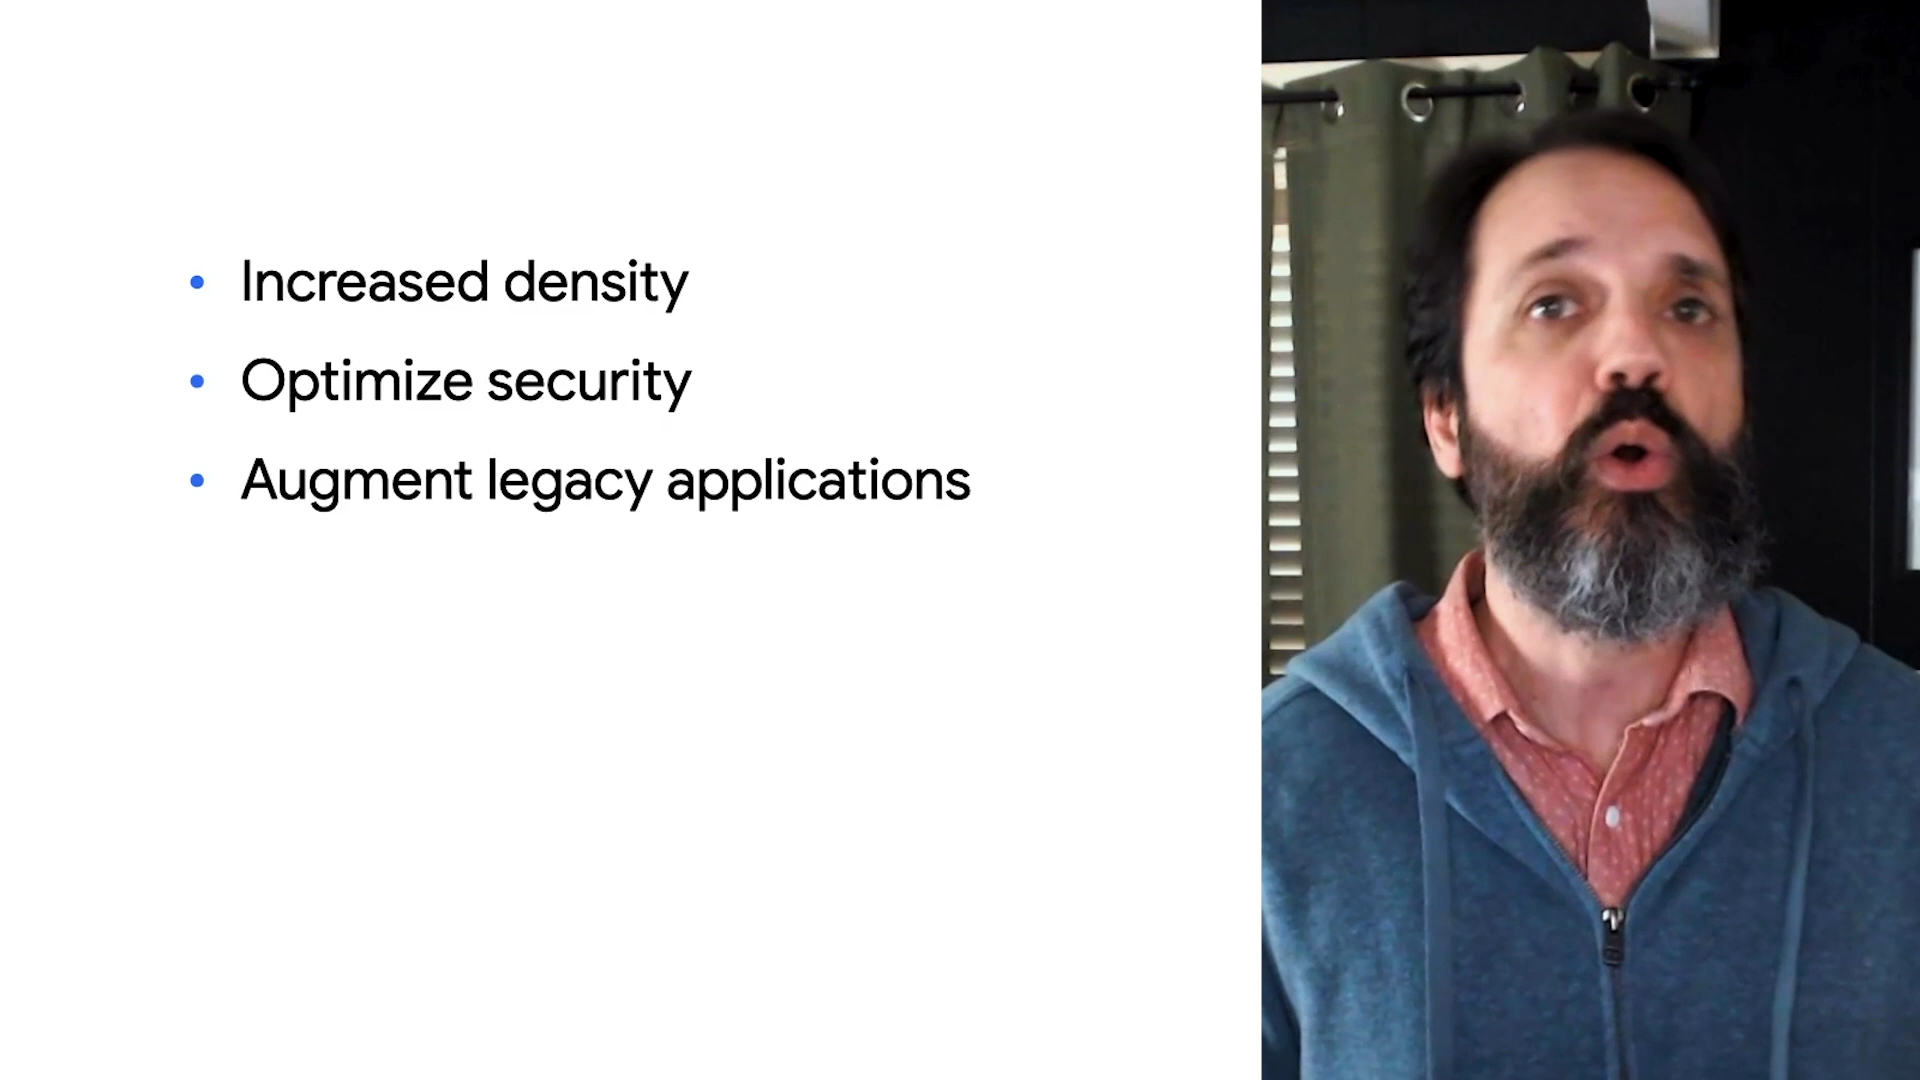 • Increased density
• Optimize security
• Augment legacy applications